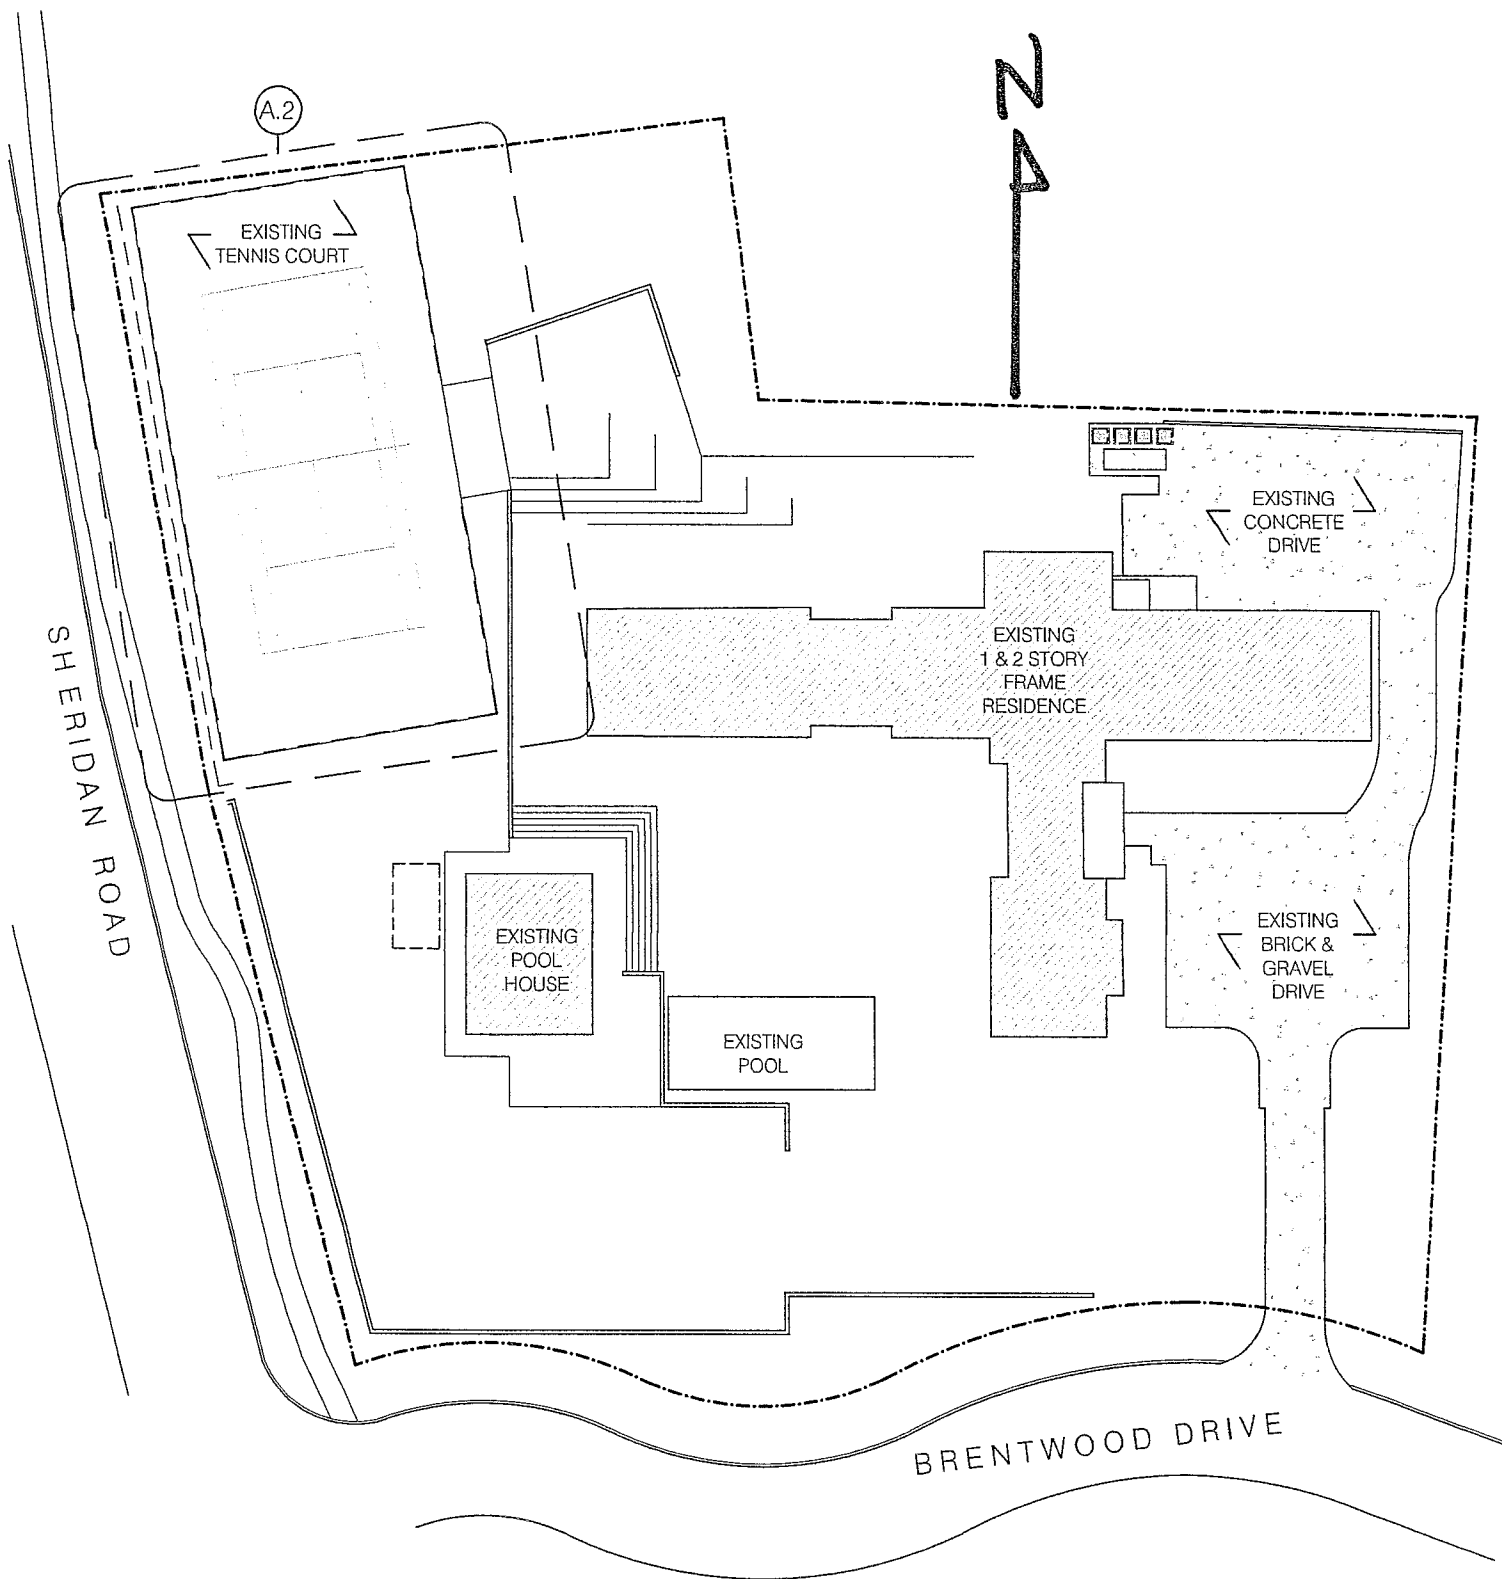 N
A.2
EXISTING
TENNIS COURT
EXISTING
CONCRETE
DRIVE
EXISTING
1 & 2 STORY
FRAME
RESIDENCE
SHERIDAN ROAD
EXISTING
POOL
HOUSE
EXISTING
BRICK &
GRAVEL
DRIVE
EXISTING
POOL
BRENTWOOD DRIVE